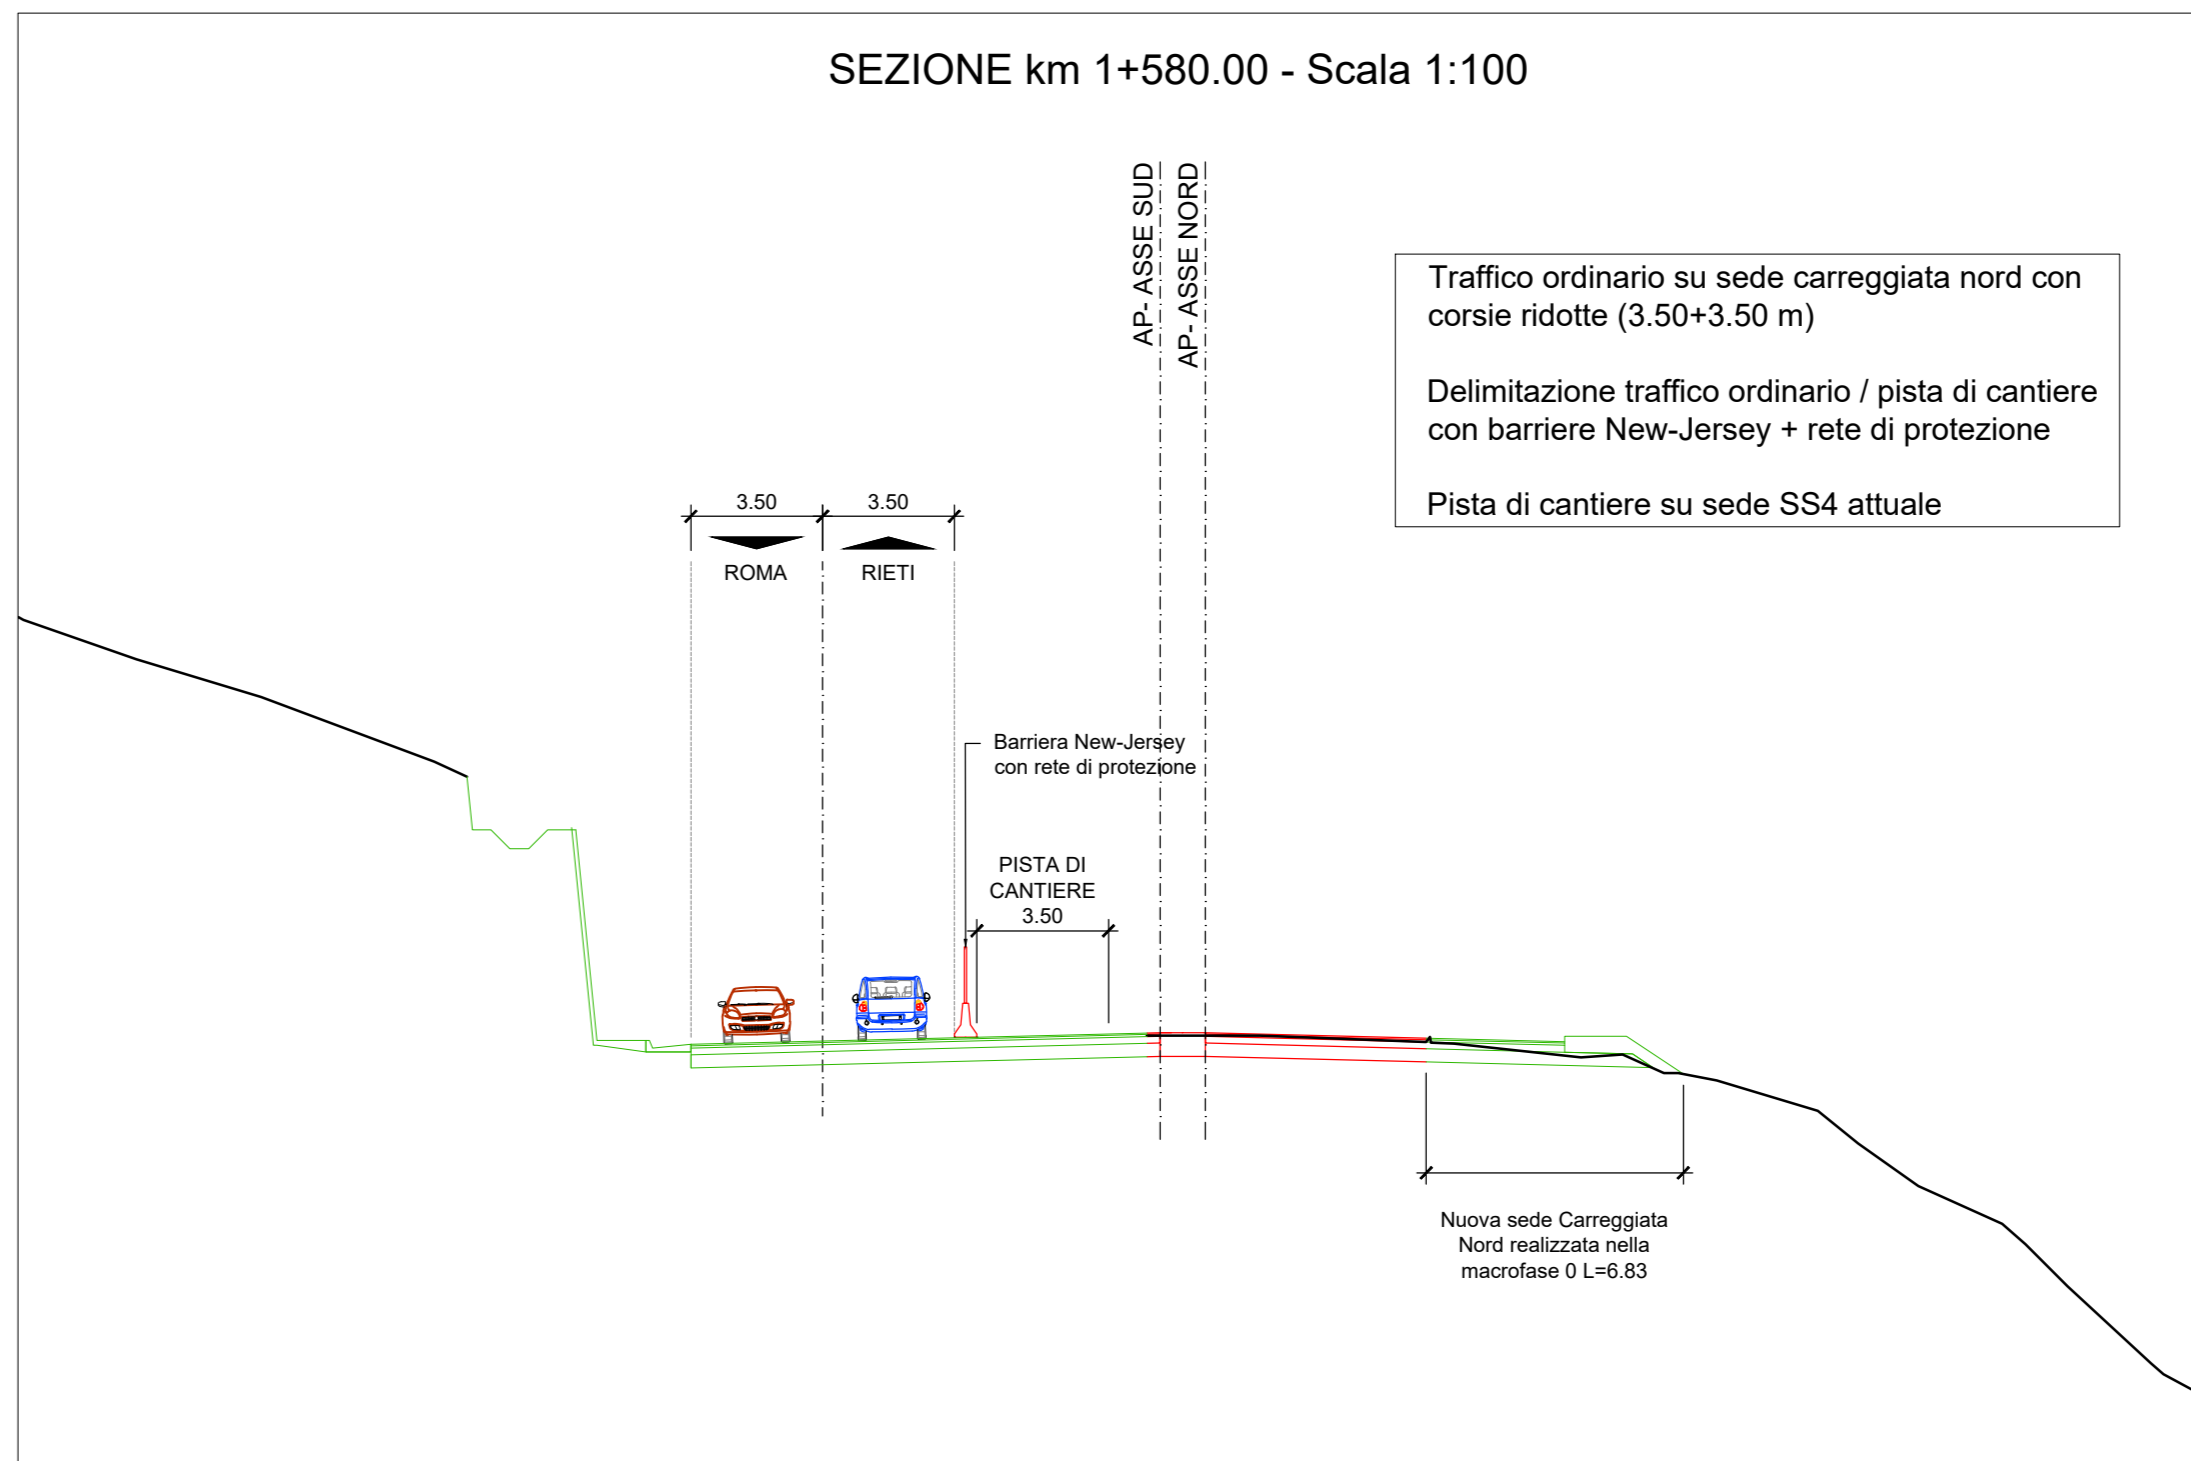 SEZIONE km 1+580.00 - Scala 1:100
AP- ASSE SUD
AP- ASSE NORD
Traffico ordinario su sede carreggiata nord con
corsie ridotte (3.50+3.50 m)
Delimitazione traffico ordinario / pista di cantiere
con barriere New-Jersey + rete di protezione
Pista di cantiere su sede SS4 attuale
3.50
3.50
ROMA
RIETI
Barriera New-Jersey
con rete di protezione
PISTA DI
CANTIERE
3.50
Nuova sede Carreggiata
Nord realizzata nella
macrofase 0 L=6.83